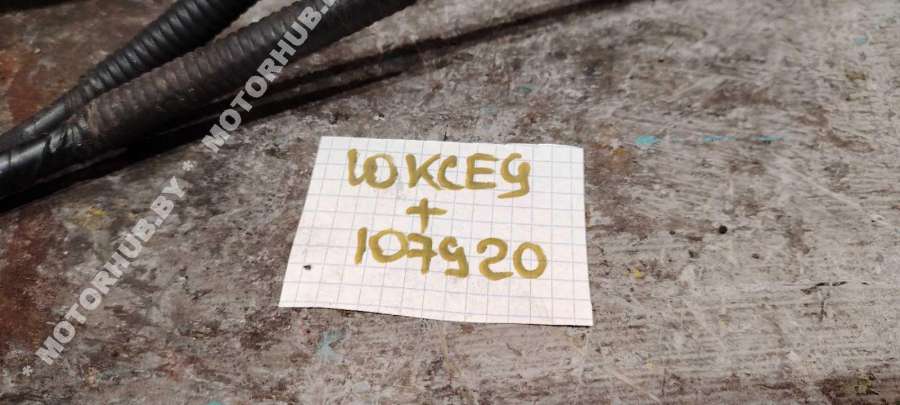 * MOTORHUB.BY * MOTORHUB.BY
10KCE9
+
107920